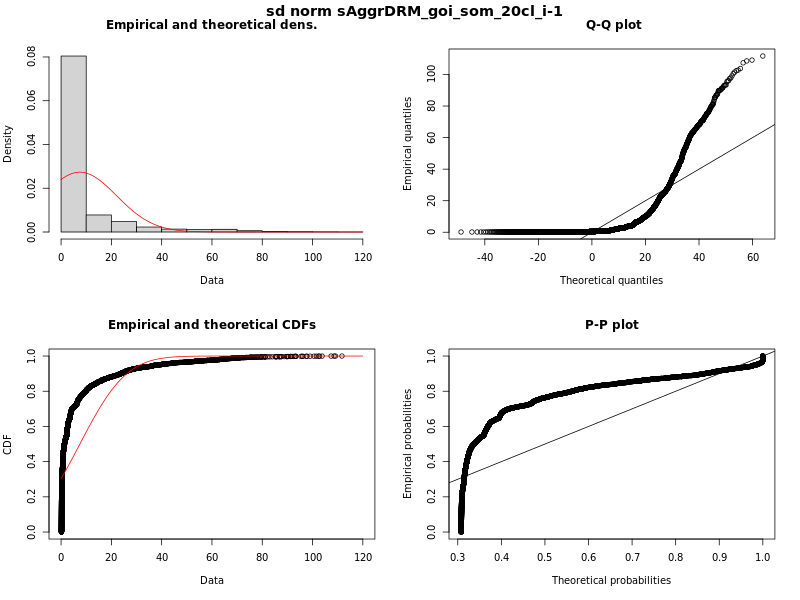 sd norm sAggrDRM_goi_som_20cl_i-1
Empirical and theoretical dens.
Density
0.00 0.02 0.04 0.06 0.08
0 20 40 60 80 100 120
Data
Q-Q plot
Empirical quantiles
0 20 40 60 80 100
-40 -20 0 20 40 60
Theoretical quantiles
Empirical and theoretical CDFs
CDF
0.0 0.2 0.4 0.6 0.8 1.0
0 20 40 60 80 100 120
Data
P-P plot
Empirical probabilities
0.0 0.2 0.4 0.6 0.8 1.0
0.3 0.4 0.5 0.6 0.7 0.8 0.9 1.0
Theoretical probabilities